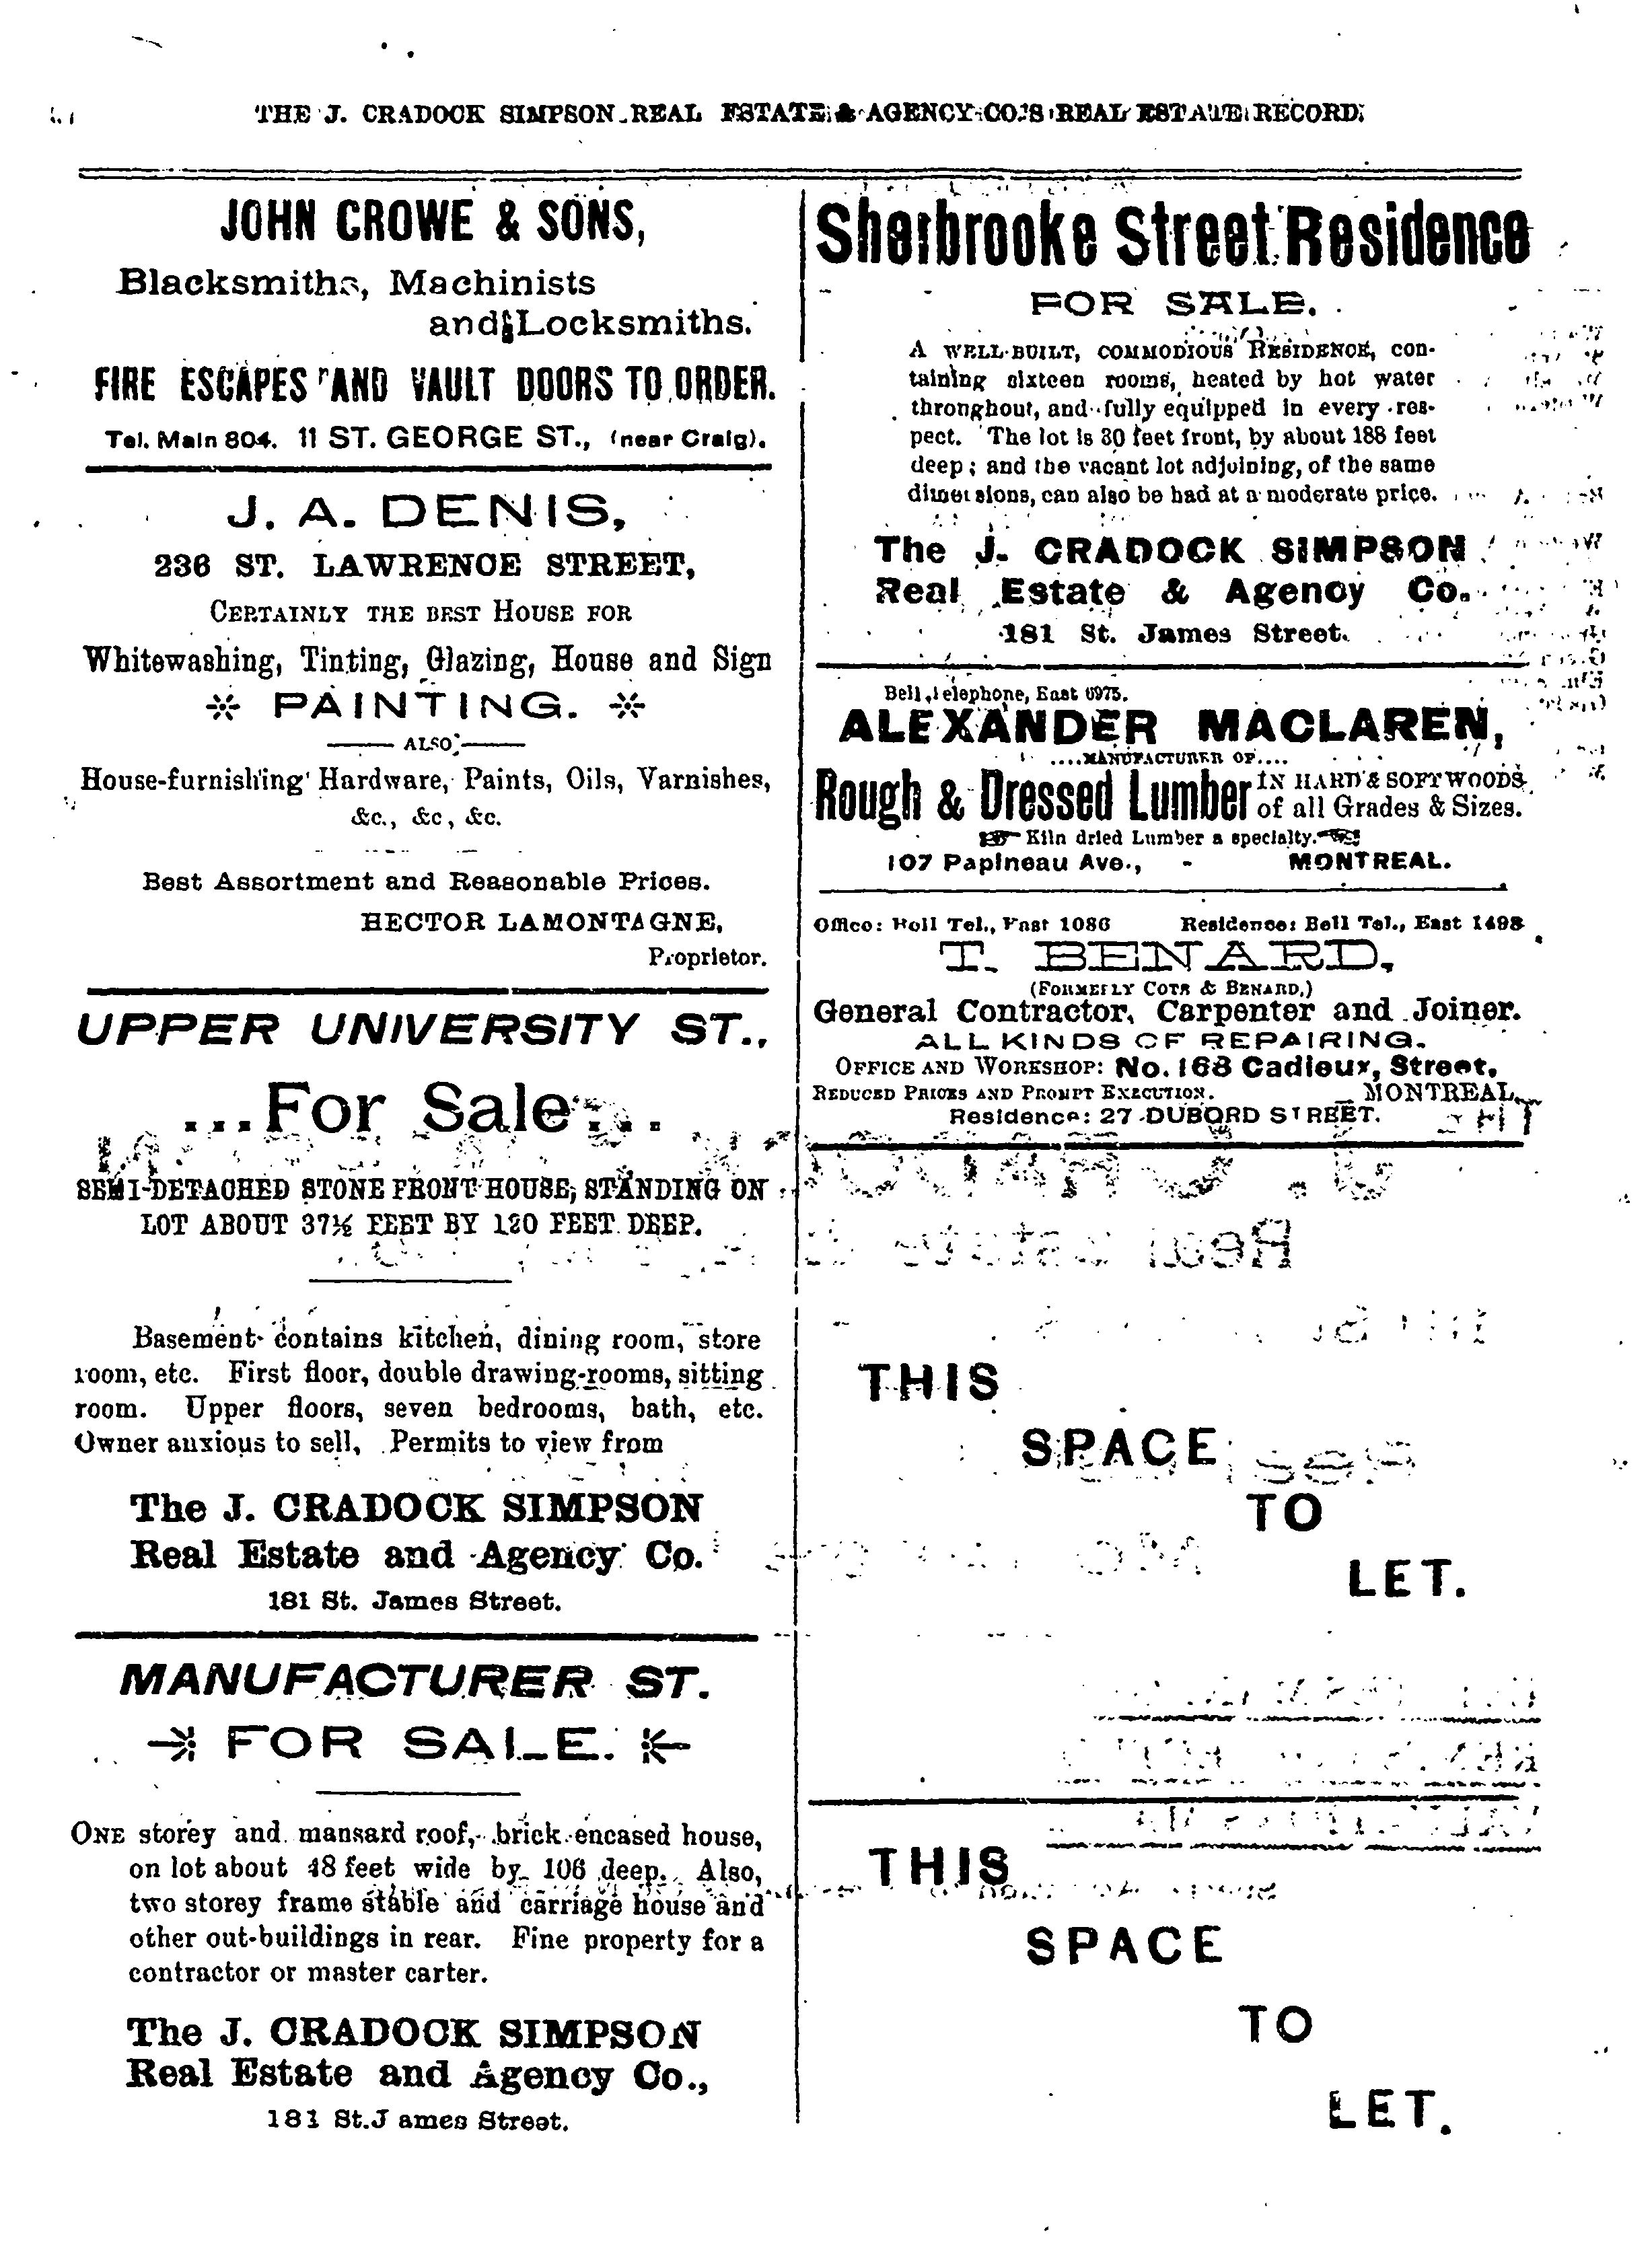 THE J. CRADOCK SIMPSON REAL ESTATE & AGENCY CO.'S REAL ESTATE RECORD.
JOHN CROWE & SONS,
Blacksmiths, Machinists
and Locksmiths.
FIRE ESCAPES AND VAULT DOORS TO ORDER.
Tel. Main 804. 11 ST. GEORGE ST., (near Craig).
J. A. DENIS,
236 ST. LAWRENCE STREET,
CERTAINLY THE BEST HOUSE FOR
Whitewashing, Tinting, Glazing, House and Sign
PAINTING.
ALSO
House-furnishing Hardware, Paints, Oils, Varnishes,
&c., &c, &c.
Best Assortment and Reasonable Prices.
HECTOR LAMONTAGNE,
Proprietor.
UPPER UNIVERSITY ST.,
...For Sale...
SEMI-DETACHED STONE FRONT HOUSE, STANDING ON
LOT ABOUT 37½ FEET BY 120 FEET DEEP.
Basement contains kitchen, dining room, store
room, etc. First floor, double drawing-rooms, sitting
room. Upper floors, seven bedrooms, bath, etc.
Owner anxious to sell, Permits to view from
The J. CRADOCK SIMPSON
Real Estate and Agency Co.
181 St. James Street.
MANUFACTURER ST.
FOR SALE.
ONE storey and mansard roof, brick encased house,
on lot about 48 feet wide by 106 deep. Also,
two storey frame stable and carriage house and
other out-buildings in rear. Fine property for a
contractor or master carter.
The J. CRADOCK SIMPSON
Real Estate and Agency Co.,
181 St.J ames Street.
Sherbrooke Street Residence
FOR SALE.
A WELL-BUILT, COMMODIOUS RESIDENCE, con-
taining sixteen rooms, heated by hot water
throughout, and fully equipped in every res-
pect. The lot is 30 feet front, by about 188 feet
deep; and the vacant lot adjoining, of the same
dimensions, can also be had at a moderate price.
The J. CRADOCK SIMPSON
Real Estate & Agency Co.
181 St. James Street.
Bell Telephone, East 6975.
ALEXANDER MACLAREN,
....MANUFACTURER OF....
Rough & Dressed Lumber IN HARD & SOFT WOODS
of all Grades & Sizes.
Kiln dried Lumber a specialty.
107 Papineau Ave., - MONTREAL.
Office: Bell Tel., East 1086 Residence: Bell Tel., East 1498
T. BENARD,
(FORMERLY COTE & BENARD,)
General Contractor, Carpenter and Joiner.
ALL KINDS OF REPAIRING.
OFFICE AND WORKSHOP: No. 168 Cadieux, Street,
REDUCED PRICES AND PROMPT EXECUTION. MONTREAL.
Residence: 27 DUBORD STREET.
THIS
SPACE
TO
LET.
THIS
SPACE
TO
LET.